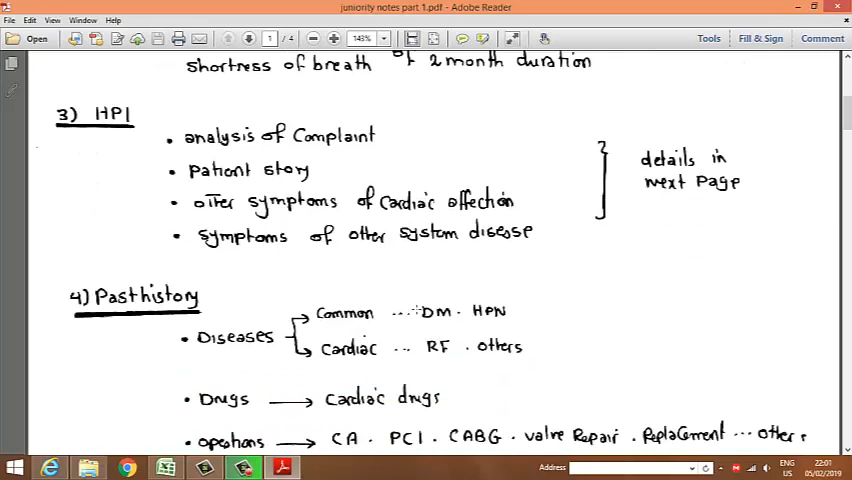 juniority notes part 1.pdf - Adobe Reader
File Edit View Window Help
Open 1 / 4 143% Tools Fill & Sign Comment
shortress of breath of 2 month duration
3) HPI
• analysis of Complaint
• Patient story
• other symptoms of cardiac affection
• symptoms of other system disease
details in
next page
4) Past history
• Diseases
Common ... DM . HPN
Cardiac ... RF . others
• Drugs → Cardiac drugs
• operations → CA . PCI . CABG . valve Repair . Replacement ... others
Address ENG 22:01
US 05/02/2019